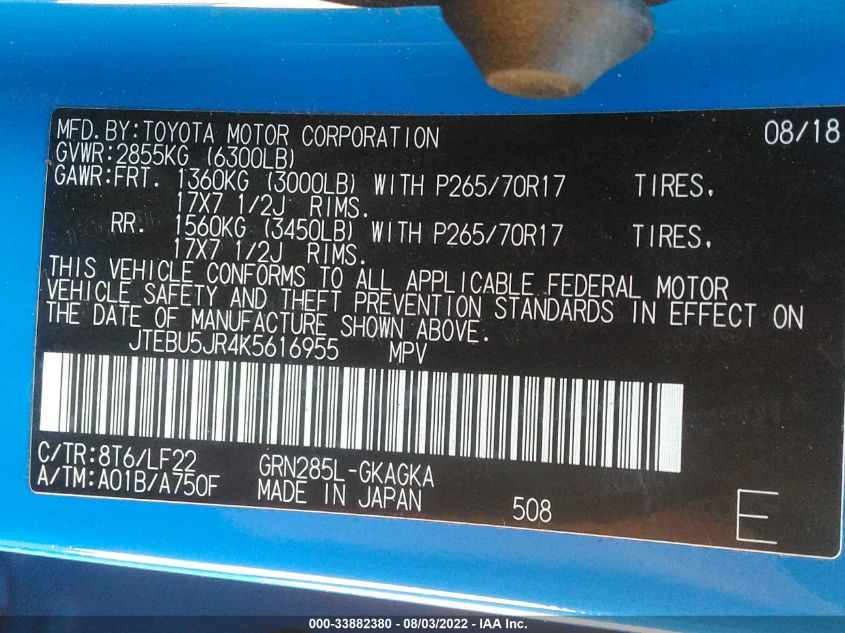 MFD. BY: TOYOTA MOTOR CORPORATION 08/18
GVWR: 2855KG (6300LB)
GAWR: FRT. 1360KG (3000LB) WITH P265/70R17 TIRES.
17X7 1/2J RIMS.
RR. 1560KG (3450LB) WITH P265/70R17 TIRES.
17X7 1/2J RIMS.
THIS VEHICLE CONFORMS TO ALL APPLICABLE FEDERAL MOTOR
VEHICLE SAFETY AND THEFT PREVENTION STANDARDS IN EFFECT ON
THE DATE OF MANUFACTURE SHOWN ABOVE.
JTEBU5JR4K5616955 MPV
C/TR: 8T6/LF22 GRN285L-GKAGKA
A/TM: A01B/A750F MADE IN JAPAN 508 E
000-33882380 - 08/03/2022 - IAA Inc.